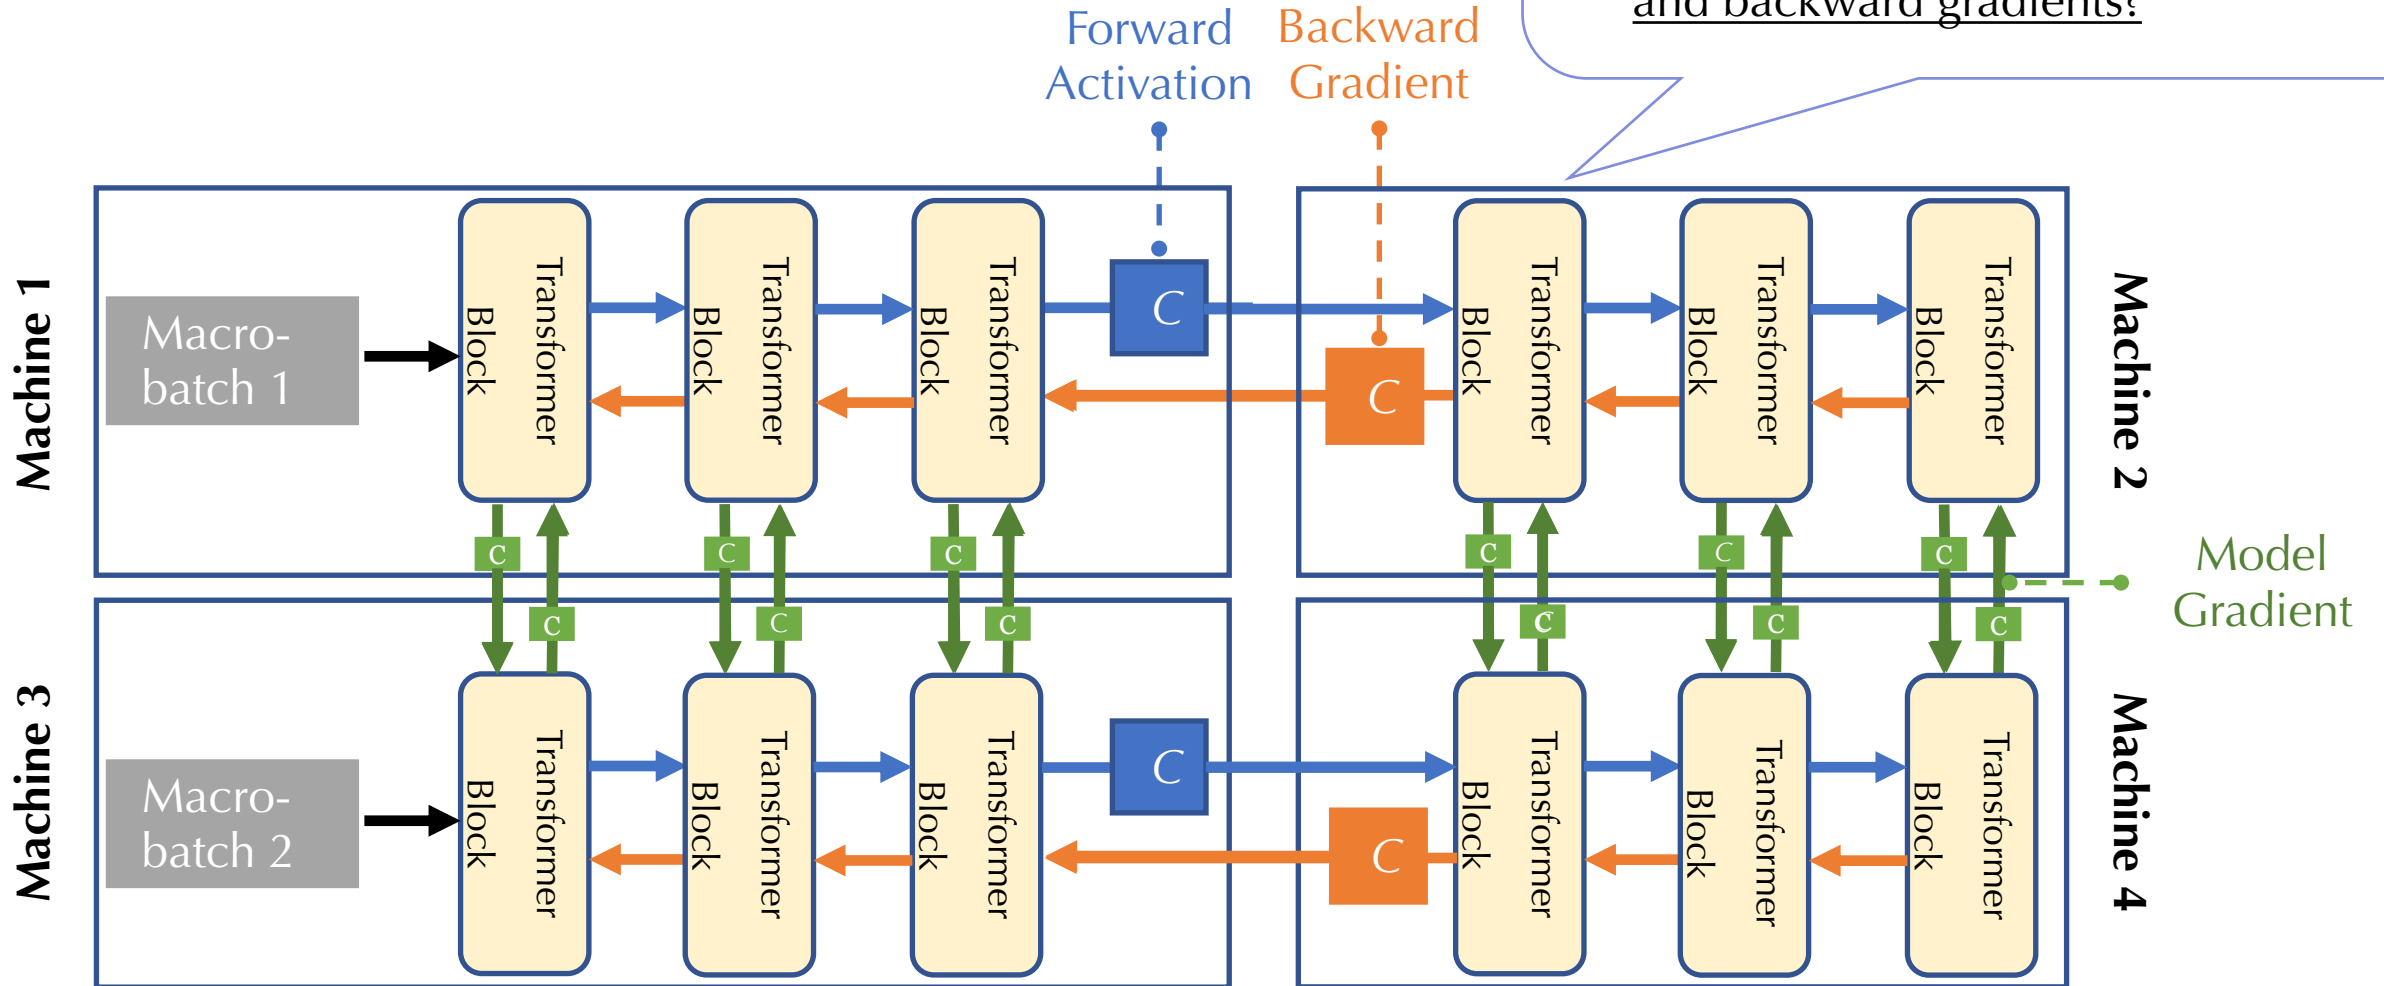 and backward gradients?
Forward
Activation
Backward
Gradient
Machine 1
Macro-
batch 1
Transformer
Block
Transformer
Block
Transformer
Block
C
C
Transformer
Block
Transformer
Block
Transformer
Block
Machine 2
C
C
C
C
C
C
C
C
C
C
C
C
Model
Gradient
Machine 3
Macro-
batch 2
Transformer
Block
Transformer
Block
Transformer
Block
C
C
Transformer
Block
Transformer
Block
Transformer
Block
Machine 4